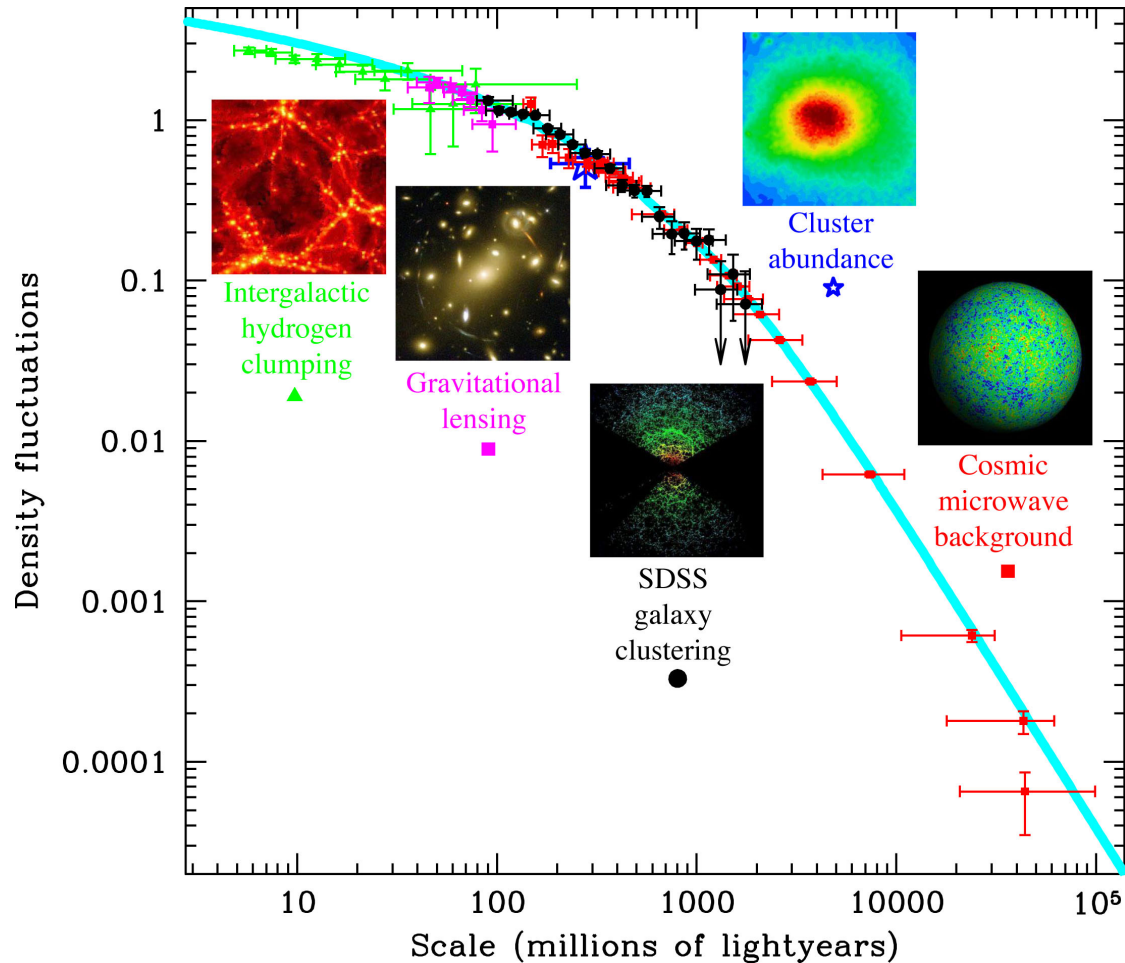 Density fluctuations
1
0.1
0.01
0.001
0.0001
Intergalactic
hydrogen
clumping
Gravitational
lensing
SDSS
galaxy
clustering
Cluster
abundance
Cosmic
microwave
background
10
100
1000
10000
10⁵
Scale (millions of lightyears)